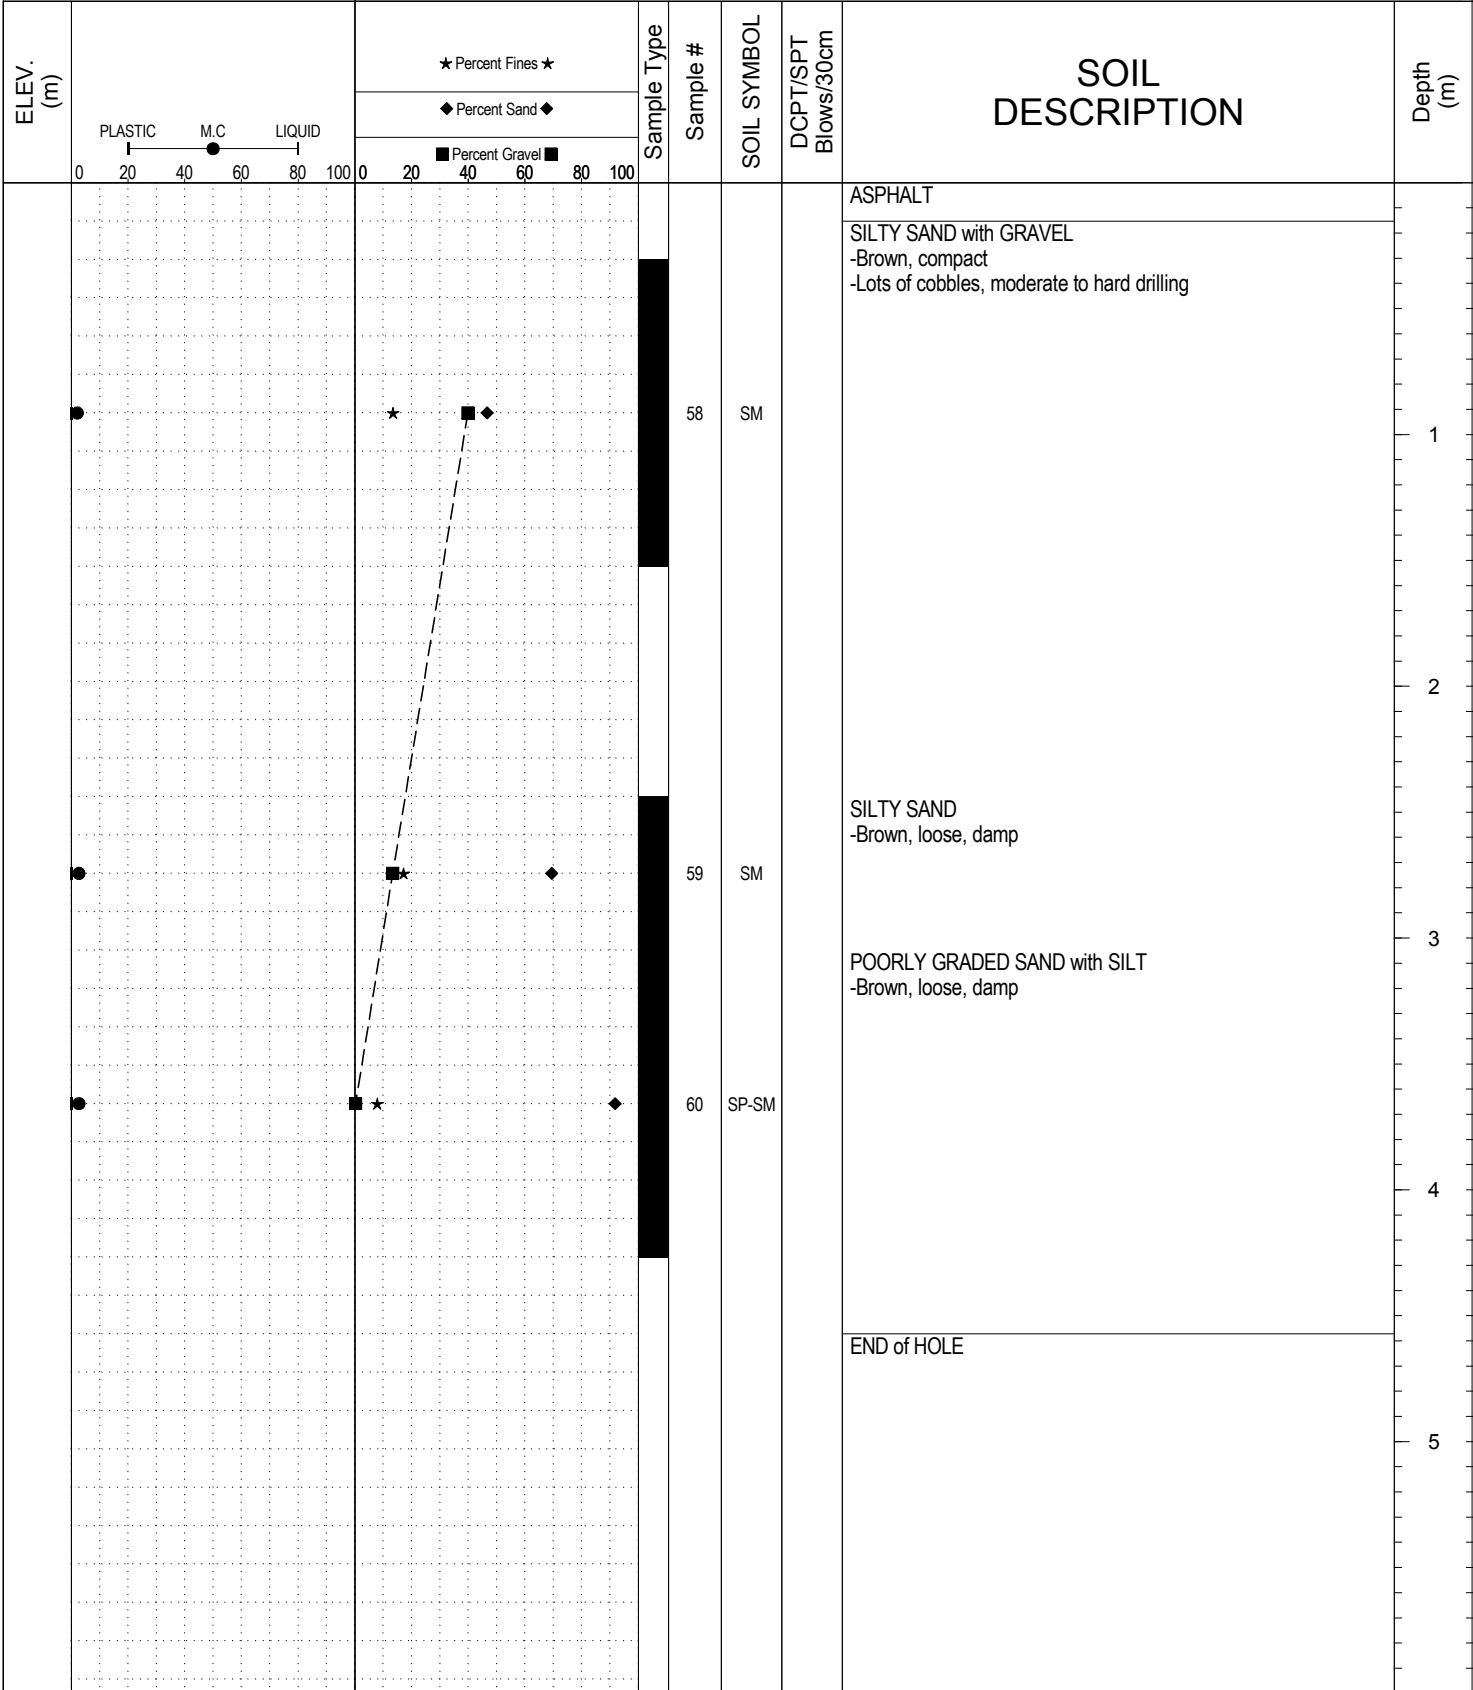 ELEV.
(m)
PLASTIC M.C LIQUID
0 20 40 60 80 100
★ Percent Fines ★
◆ Percent Sand ◆
■ Percent Gravel ■
0 20 40 60 80 100
Sample Type
Sample #
SOIL SYMBOL
DCPT/SPT
Blows/30cm
SOIL
DESCRIPTION
Depth
(m)
ASPHALT
SILTY SAND with GRAVEL
-Brown, compact
-Lots of cobbles, moderate to hard drilling
58 SM
1
2
SILTY SAND
-Brown, loose, damp
59 SM
3
POORLY GRADED SAND with SILT
-Brown, loose, damp
60 SP-SM
4
END of HOLE
5